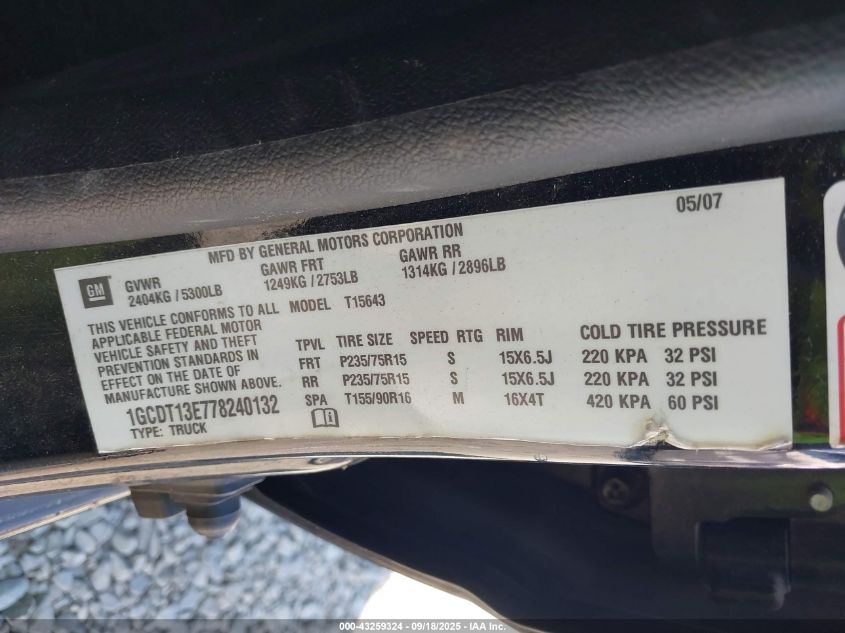 05/07
MFD BY GENERAL MOTORS CORPORATION
GM
GVWR GAWR FRT GAWR RR
2404KG / 5300LB 1249KG / 2753LB 1314KG / 2896LB
THIS VEHICLE CONFORMS TO ALL MODEL T15643
APPLICABLE FEDERAL MOTOR
VEHICLE SAFETY AND THEFT
PREVENTION STANDARDS IN
EFFECT ON THE DATE OF
MANUFACTURE SHOWN ABOVE.
1GCDT13E778240132
TYPE: TRUCK
TPVL TIRE SIZE SPEED RTG RIM COLD TIRE PRESSURE
FRT P235/75R15 S 15X6.5J 220 KPA 32 PSI
RR P235/75R15 S 15X6.5J 220 KPA 32 PSI
SPA T155/90R16 M 16X4T 420 KPA 60 PSI
000-43259324 | 09/18/2025 | IAA Inc.